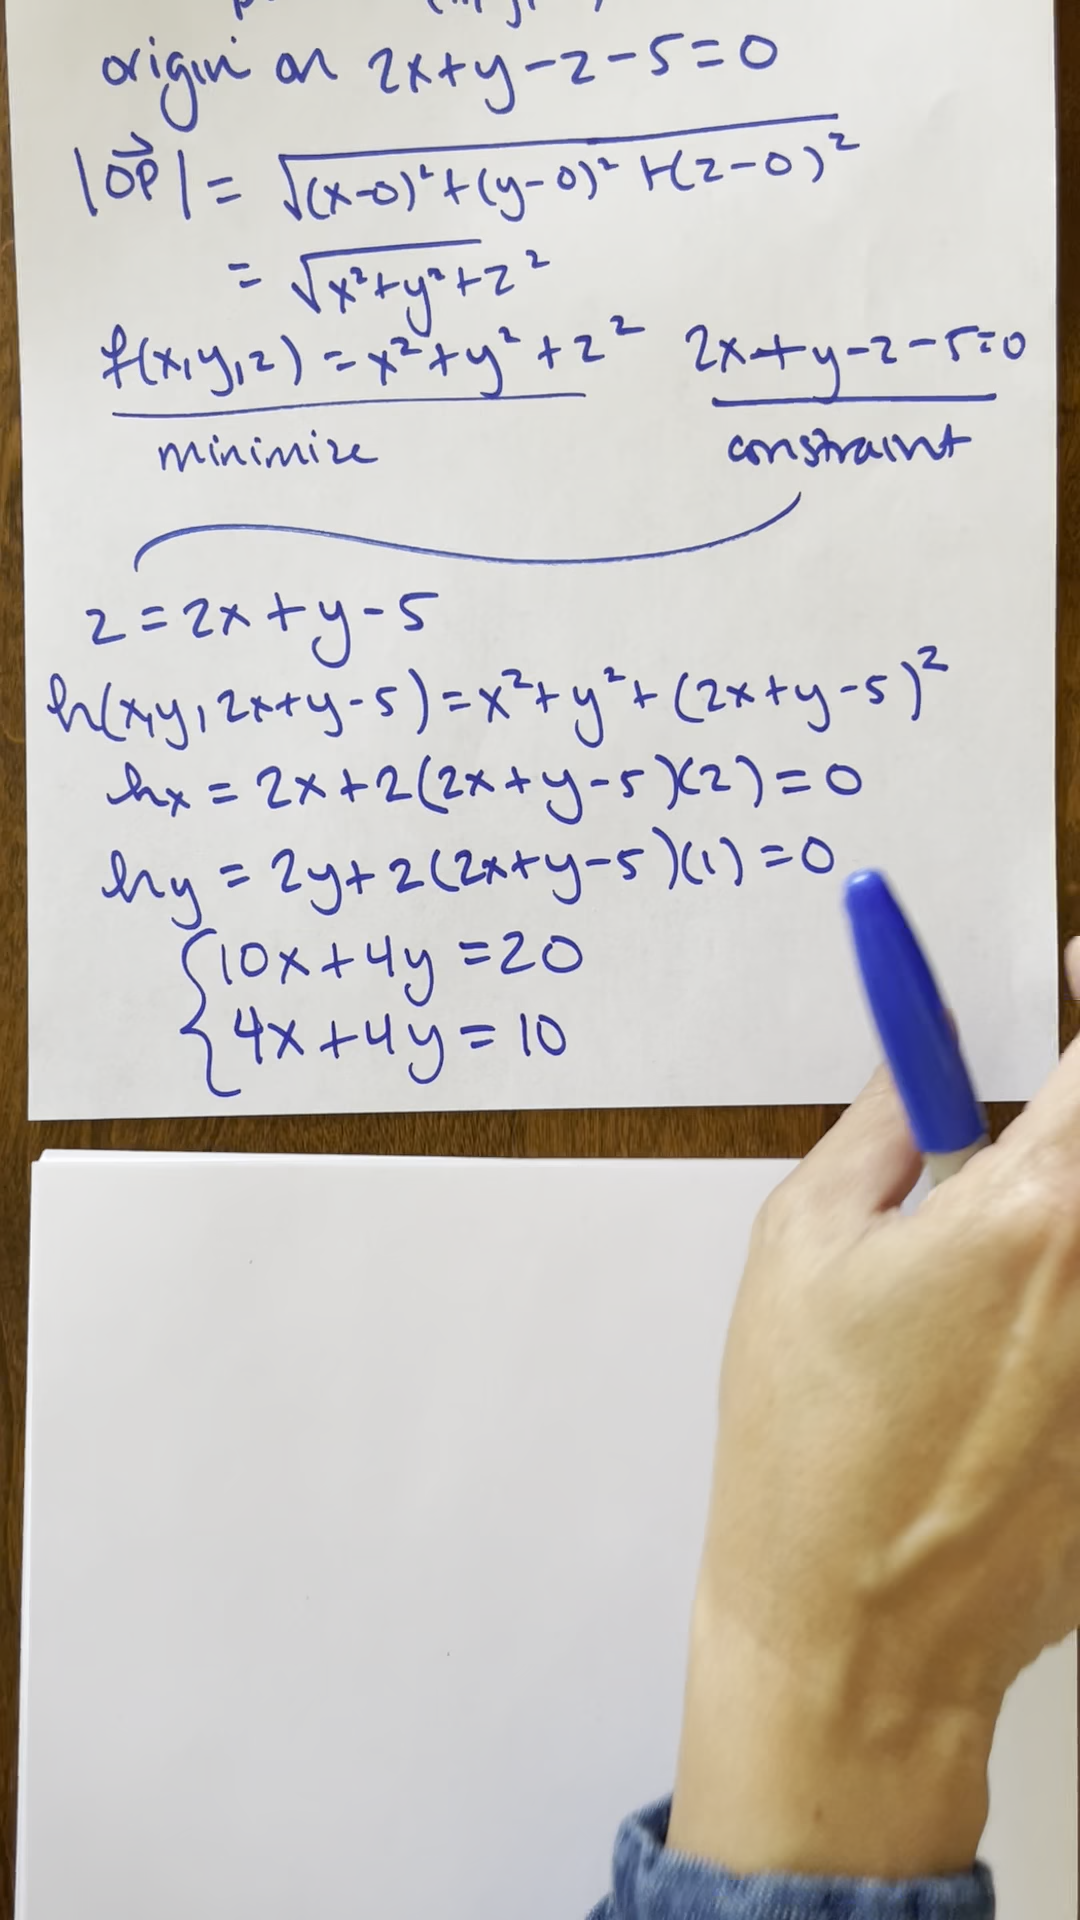 origin on 2x+y-z-5=0
|OP⃗| = √(x-0)²+(y-0)²+(z-0)²
= √x²+y²+z²
f(x,y,z) = x²+y²+z² 2x+y-z-5=0
minimize constraint
z=2x+y-5
h(x,y,2x+y-5)=x²+y²+(2x+y-5)²
hx = 2x+2(2x+y-5)(2)=0
hy = 2y+2(2x+y-5)(1)=0
{10x+4y=20
4x+4y=10